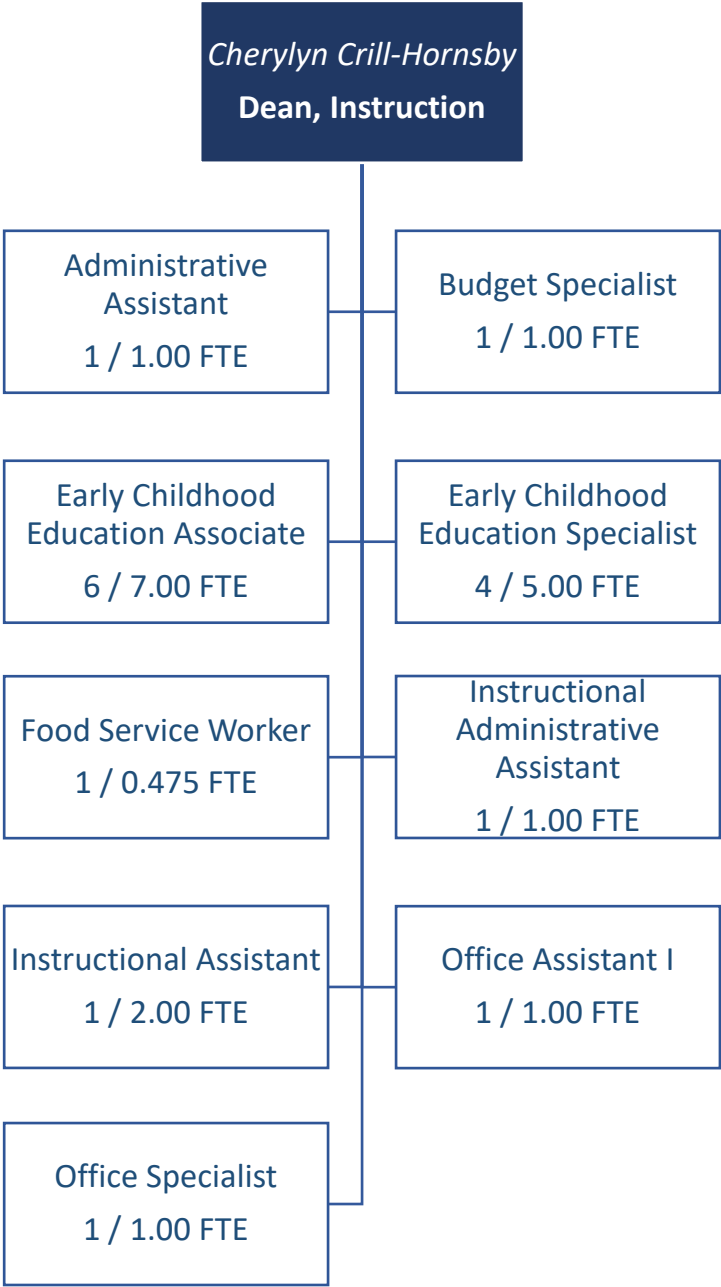 Cherylyn Crill-Hornsby
Dean, Instruction
Administrative
Assistant
1 / 1.00 FTE
Budget Specialist
1 / 1.00 FTE
Early Childhood
Education Associate
6 / 7.00 FTE
Early Childhood
Education Specialist
4 / 5.00 FTE
Food Service Worker
1 / 0.475 FTE
Instructional
Administrative
Assistant
1 / 1.00 FTE
Instructional Assistant
1 / 2.00 FTE
Office Assistant I
1 / 1.00 FTE
Office Specialist
1 / 1.00 FTE